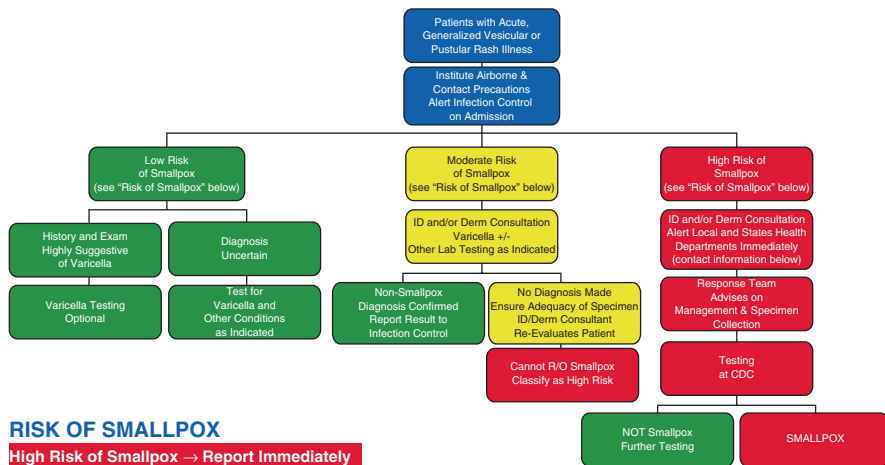 Patients with Acute,
Generalized Vesicular or
Pustular Rash Illness
Institute Airborne &
Contact Precautions
Alert Infection Control
on Admission
Low Risk
of Smallpox
(see "Risk of Smallpox" below)
History and Exam
Highly Suggestive
of Varicella
Varicella Testing
Optional
Diagnosis
Uncertain
Test for
Varicella and
Other Conditions
as Indicated
Moderate Risk
of Smallpox
(see "Risk of Smallpox" below)
ID and/or Derm Consultation
Varicella +/-
Other Lab Testing as Indicated
Non-Smallpox
Diagnosis Confirmed
Report Result to
Infection Control
No Diagnosis Made
Ensure Adequacy of Specimen
ID/Derm Consultant
Re-Evaluates Patient
Cannot R/O Smallpox
Classify as High Risk
High Risk of
Smallpox
(see "Risk of Smallpox" below)
ID and/or Derm Consultation
Alert Local and States Health
Departments Immediately
(contact information below)
Response Team
Advises on
Management & Specimen
Collection
Testing
at CDC
NOT Smallpox
Further Testing
SMALLPOX
RISK OF SMALLPOX
High Risk of Smallpox → Report Immediately